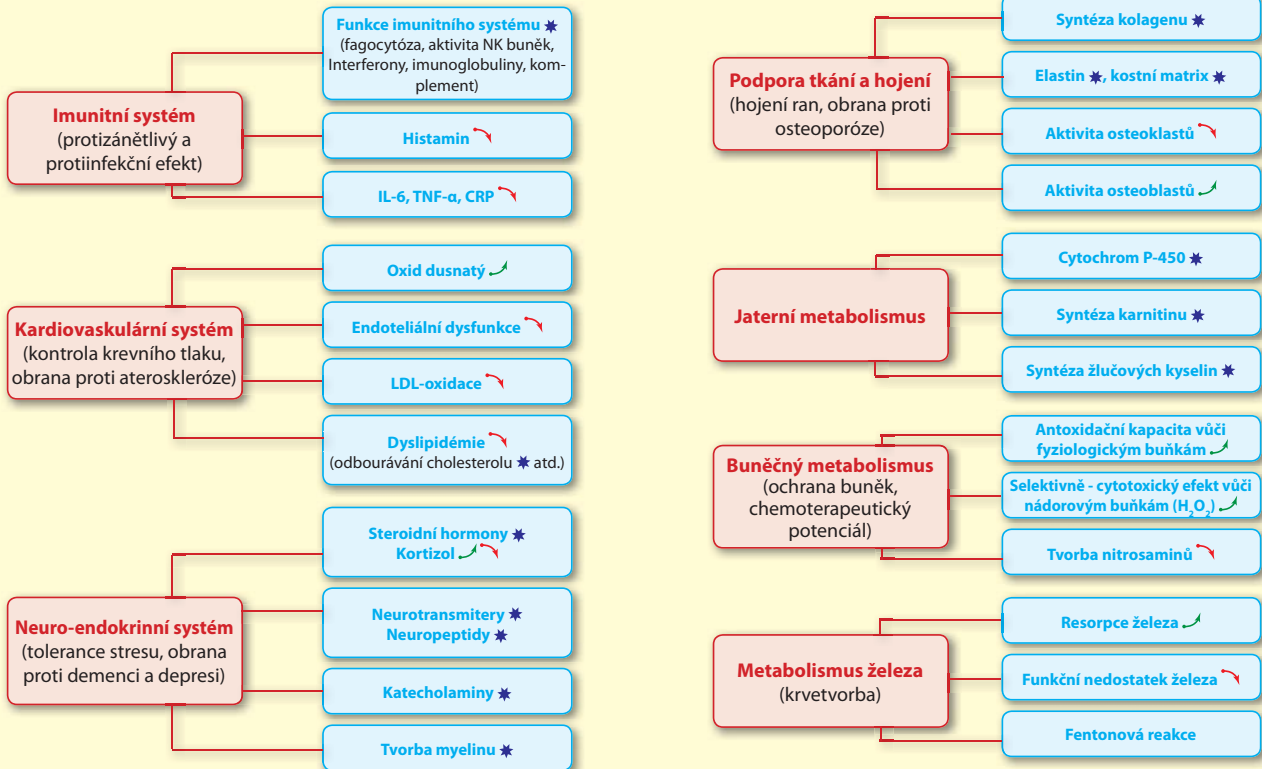 Imunitní systém
(protizánětlivý a
protiinfekční efekt)
Funkce imunitního systému
(fagocytóza, aktivita NK buněk,
Interferony, imunoglobuliny, kom-
plement)
Histamin
IL-6, TNF-α, CRP
Kardiovaskulární systém
(kontrola krevního tlaku,
obrana proti ateroskleróze)
Oxid dusnatý
Endoteliální dysfunkce
LDL-oxidace
Dyslipidémie
(odbourávání cholesterolu atd.)
Neuro-endokrinní systém
(tolerance stresu, obrana
proti demenci a depresi)
Steroidní hormony
Kortizol
Neurotransmitery
Neuropeptidy
Katecholaminy
Tvorba myelinu
Podpora tkání a hojení
(hojení ran, obrana proti
osteoporóze)
Syntéza kolagenu
Elastin , kostní matrix
Aktivita osteoklastů
Aktivita osteoblastů
Jaterní metabolismus
Cytochrom P-450
Syntéza karnitinu
Syntéza žlučových kyselin
Buněčný metabolismus
(ochrana buněk,
chemoterapeutický
potenciál)
Antoxidační kapacita vůči
fyziologickým buňkám
Selektivně - cytotoxický efekt vůči
nádorovým buňkám (H₂O₂)
Tvorba nitrosaminů
Metabolismus železa
(krvetvorba)
Resorpce železa
Funkční nedostatek železa
Fentonová reakce